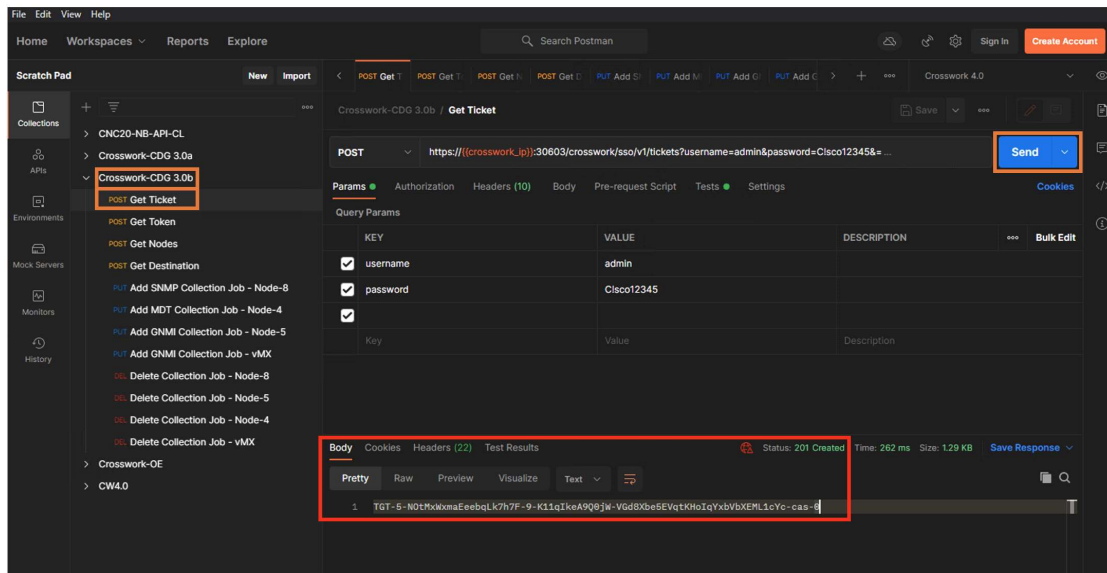 File Edit View Help
Home Workspaces Reports Explore Search Postman Sign In Create Account
Scratch Pad New Import
POST Get T POST Get T POST Get N POST Get D PUT Add S PUT Add M PUT Add G PUT Add G + ooo Crosswork 4.0
Collections
APIs
Environments
Mock Servers
Monitors
History
CNC20-NB-API-CL
Crosswork-CDG 3.0a
Crosswork-CDG 3.0b
POST Get Ticket
POST Get Token
POST Get Nodes
POST Get Destination
PUT Add SNMP Collection Job - Node-8
PUT Add MDT Collection Job - Node-4
PUT Add GNMI Collection Job - Node-5
PUT Add GNMI Collection Job - vMX
DEL Delete Collection Job - Node-8
DEL Delete Collection Job - Node-5
DEL Delete Collection Job - Node-4
DEL Delete Collection Job - vMX
Crosswork-OE
CW4.0
Crosswork-CDG 3.0b / Get Ticket Save
POST https://{{crosswork_ip}}:30603/crosswork/sso/v1/tickets?username=admin&password=CIsco12345&= ... Send
Params Authorization Headers (10) Body Pre-request Script Tests Settings Cookies
Query Params
KEY VALUE DESCRIPTION ooo Bulk Edit
username admin
password CIsco12345
Key Value Description
Body Cookies Headers (22) Test Results Status: 201 Created Time: 262 ms Size: 1.29 KB Save Response
Pretty Raw Preview Visualize Text
1 TGT-5-NOtMxWxmaEeebqLk7h7F-9-K11qIkeA9Q0jW-VGd8Xbe5EVqtKHoIqYxbVbXEML1cYc-cas-0